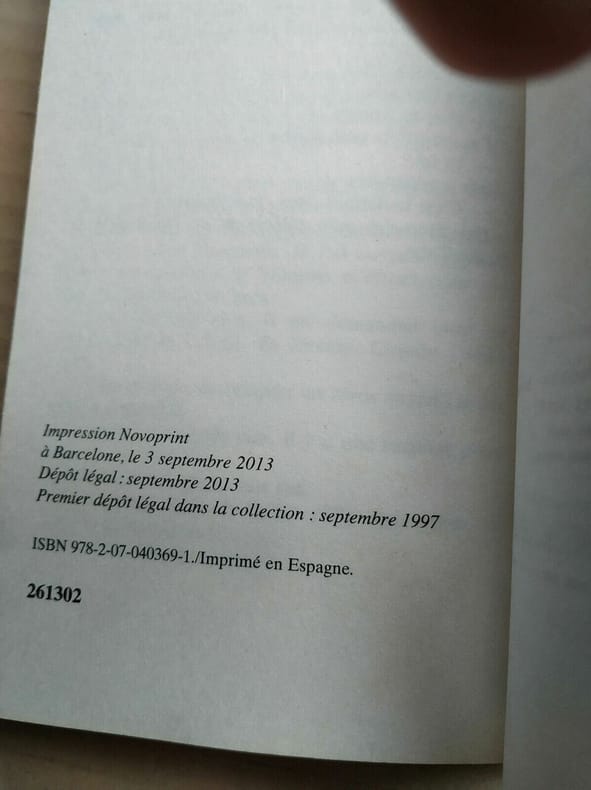 Impression Novoprint
à Barcelone, le 3 septembre 2013
Dépôt légal : septembre 2013
Premier dépôt légal dans la collection : septembre 1997
ISBN 978-2-07-040369-1./Imprimé en Espagne.
261302